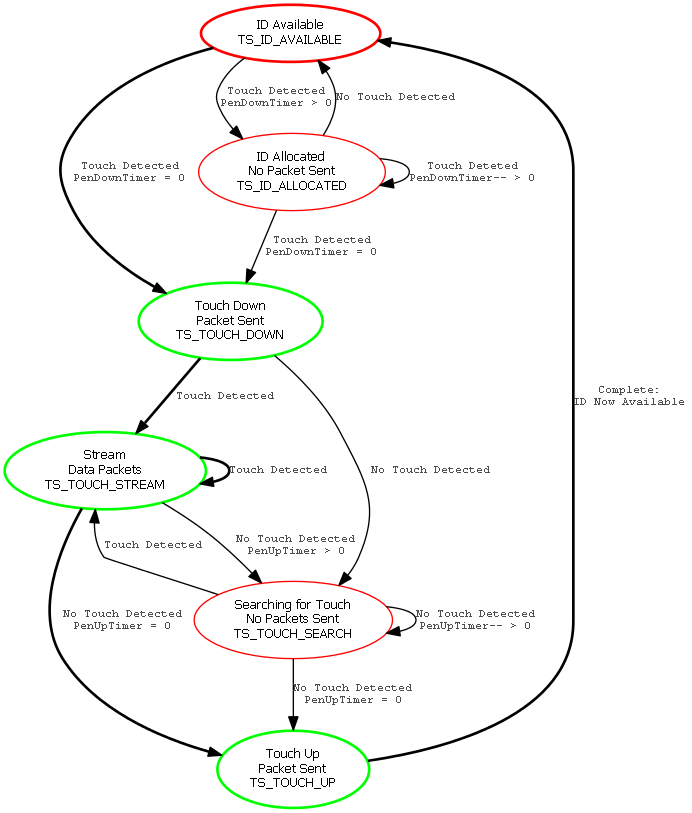 ID Available
TS_ID_AVAILABLE
Touch Detected
PenDownTimer > 0
No Touch Detected
Touch Detected
PenDownTimer = 0
ID Allocated
No Packet Sent
TS_ID_ALLOCATED
Touch Deteted
PenDownTimer-- > 0
Touch Detected
PenDownTimer = 0
Touch Down
Packet Sent
TS_TOUCH_DOWN
Touch Detected
Complete:
ID Now Available
Stream
Data Packets
TS_TOUCH_STREAM
Touch Detected
No Touch Detected
Touch Detected
No Touch Detected
PenUpTimer > 0
No Touch Detected
PenUpTimer = 0
Searching for Touch
No Packets Sent
TS_TOUCH_SEARCH
No Touch Detected
PenUpTimer-- > 0
No Touch Detected
PenUpTimer = 0
Touch Up
Packet Sent
TS_TOUCH_UP